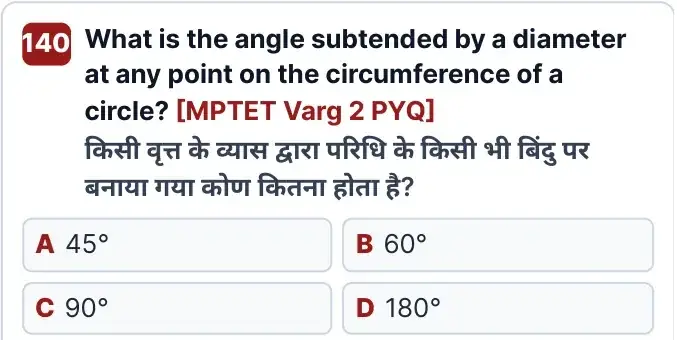 140 What is the angle subtended by a diameter
at any point on the circumference of a
circle? [MPTET Varg 2 PYQ]
किसी वृत्त के व्यास द्वारा परिधि के किसी भी बिंदु पर
बनाया गया कोण कितना होता है?
A 45° B 60°
C 90° D 180°